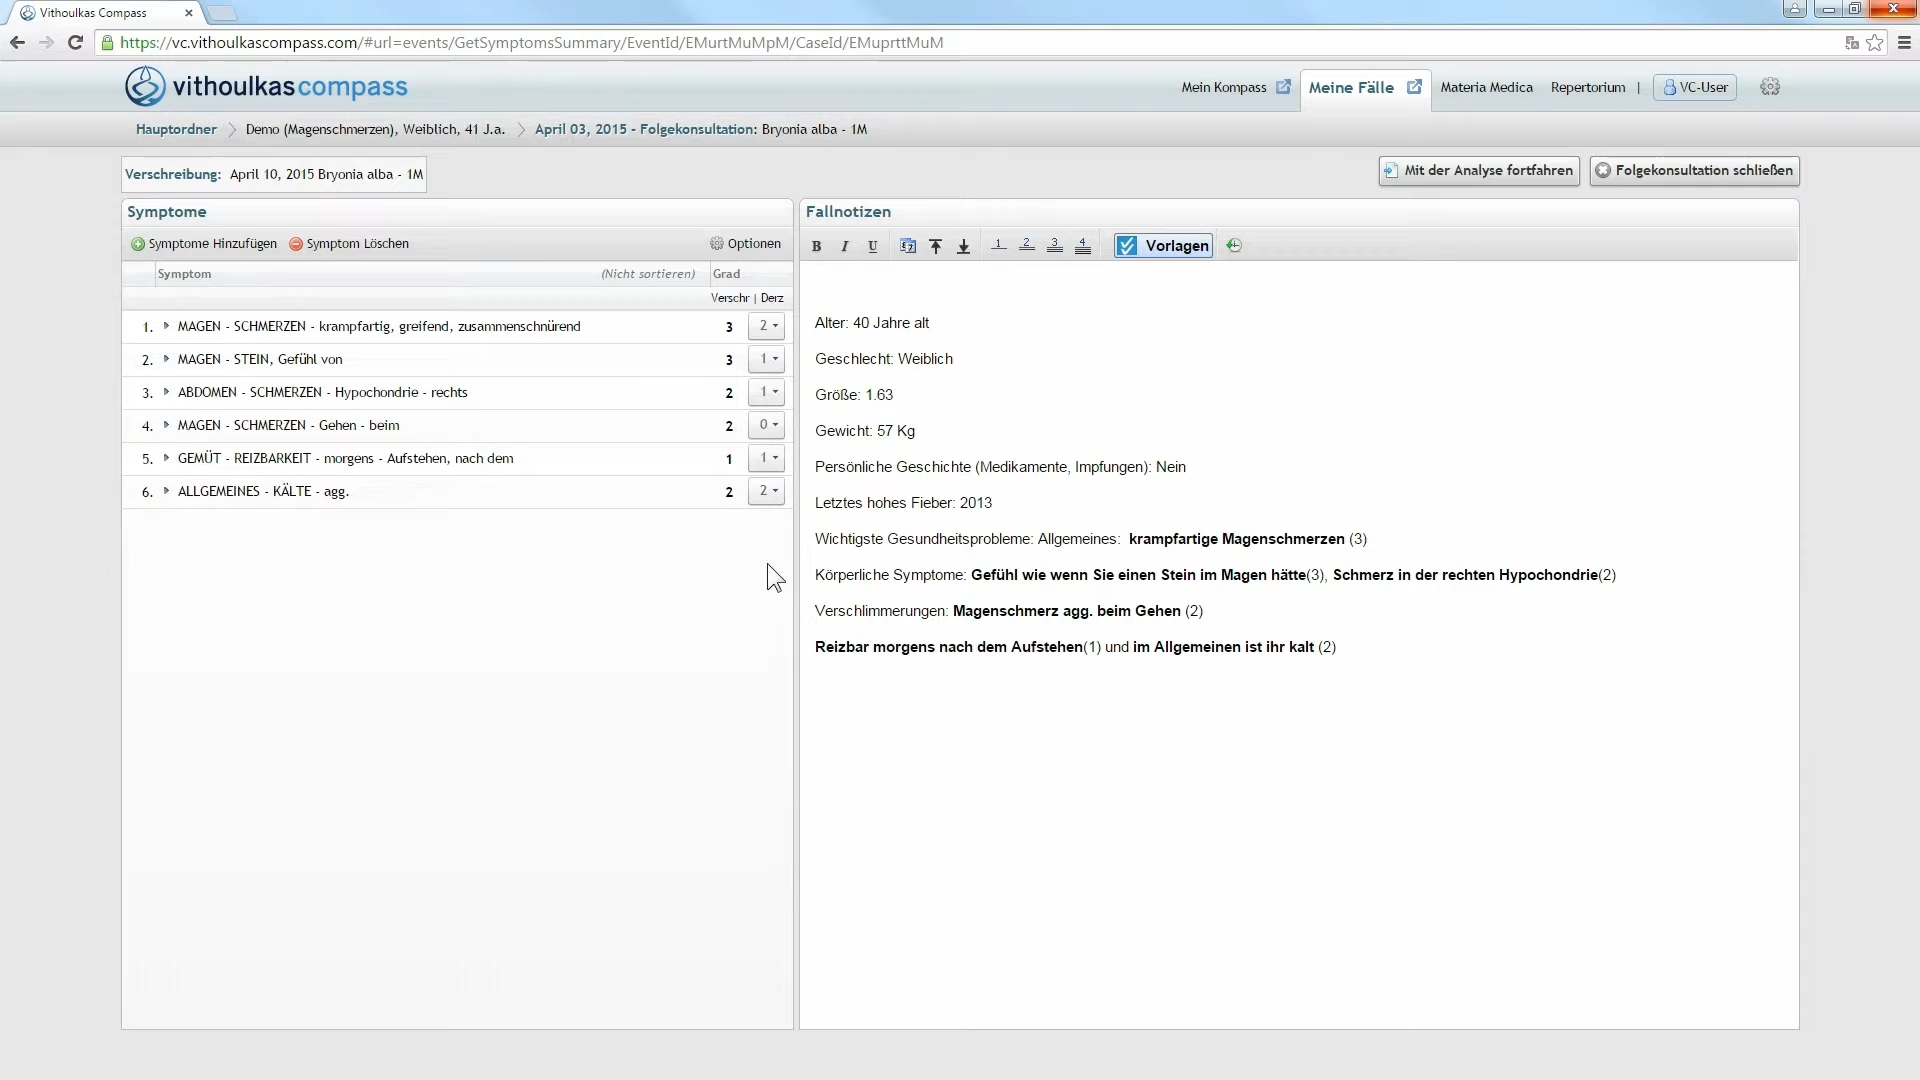 Vithoulkas Compass
https://vc.vithoulkascompass.com/#url=events/GetSymptomsSummary/EventId/EMurtMuMpM/CaseId/EMuprttMuM
vithoulkascompass
Mein Kompass Meine Fälle Materia Medica Repertorium | VC-User
Hauptordner Demo (Magenschmerzen), Weiblich, 41 J.a. April 03, 2015 - Folgekonsultation: Bryonia alba - 1M
Verschreibung: April 10, 2015 Bryonia alba - 1M
Mit der Analyse fortfahren Folgekonsultation schließen
Symptome
Symptome Hinzufügen Symptom Löschen Optionen
Symptom (Nicht sortieren) Grad
Verschr | Derz
1. MAGEN - SCHMERZEN - krampfartig, greifend, zusammenschnürend 3 2
2. MAGEN - STEIN, Gefühl von 3 1
3. ABDOMEN - SCHMERZEN - Hypochondrie - rechts 2 1
4. MAGEN - SCHMERZEN - Gehen - beim 2 0
5. GEMÜT - REIZBARKEIT - morgens - Aufstehen, nach dem 1 1
6. ALLGEMEINES - KÄLTE - agg. 2 2
Fallnotizen
B I U 1 2 3 4 Vorlagen
Alter: 40 Jahre alt
Geschlecht: Weiblich
Größe: 1.63
Gewicht: 57 Kg
Persönliche Geschichte (Medikamente, Impfungen): Nein
Letztes hohes Fieber: 2013
Wichtigste Gesundheitsprobleme: Allgemeines: krampfartige Magenschmerzen (3)
Körperliche Symptome: Gefühl wie wenn Sie einen Stein im Magen hätte(3), Schmerz in der rechten Hypochondrie(2)
Verschlimmerungen: Magenschmerz agg. beim Gehen (2)
Reizbar morgens nach dem Aufstehen(1) und im Allgemeinen ist ihr kalt (2)